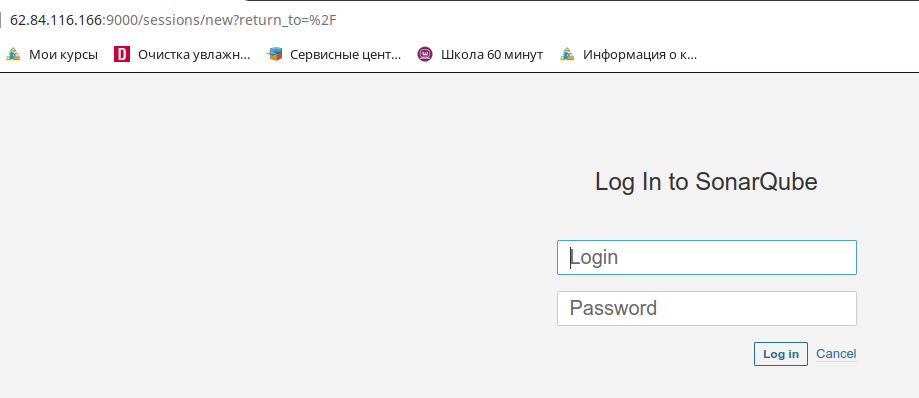 62.84.116.166:9000/sessions/new?return_to=%2F
Мои курсы Очистка увлажн... Сервисные цент... Школа 60 минут Информация о к...
Log In to SonarQube
Login
Password
Log in Cancel